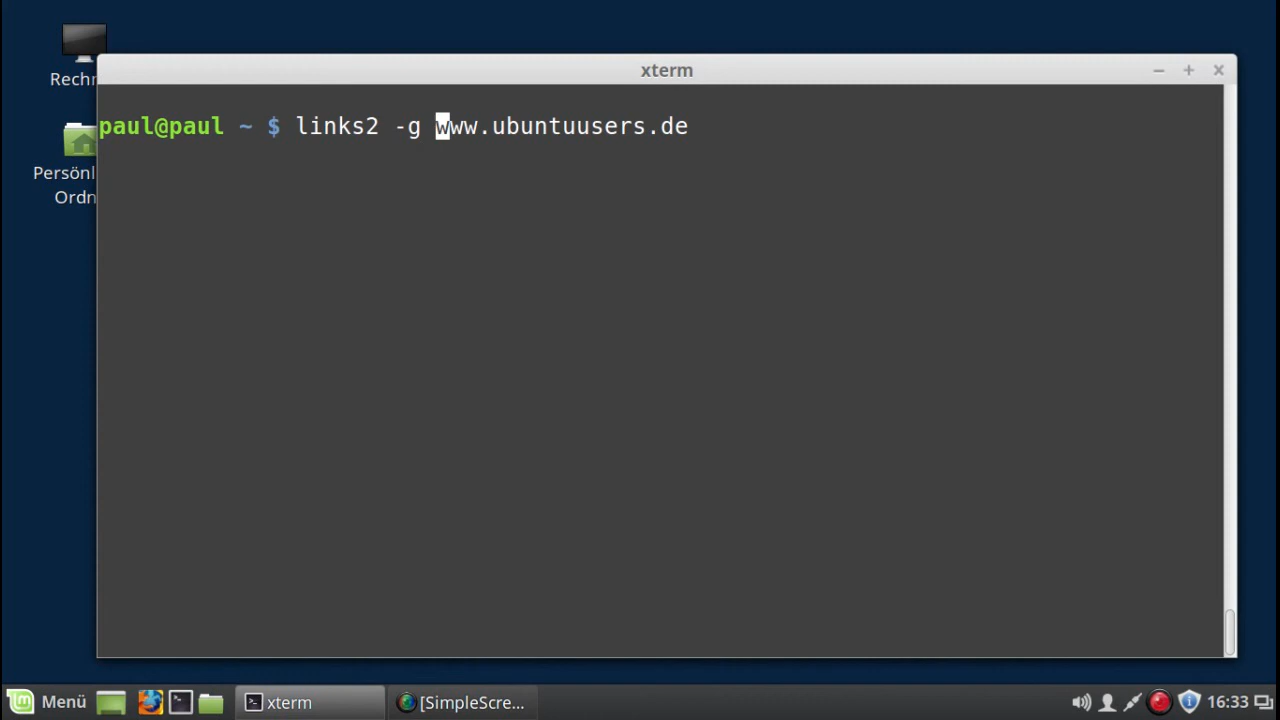 xterm
Rechn
paul@paul ~ $ links2 -g www.ubuntuusers.de
Persönl
Ordn
Menü
xterm
[SimpleScre...
16:33